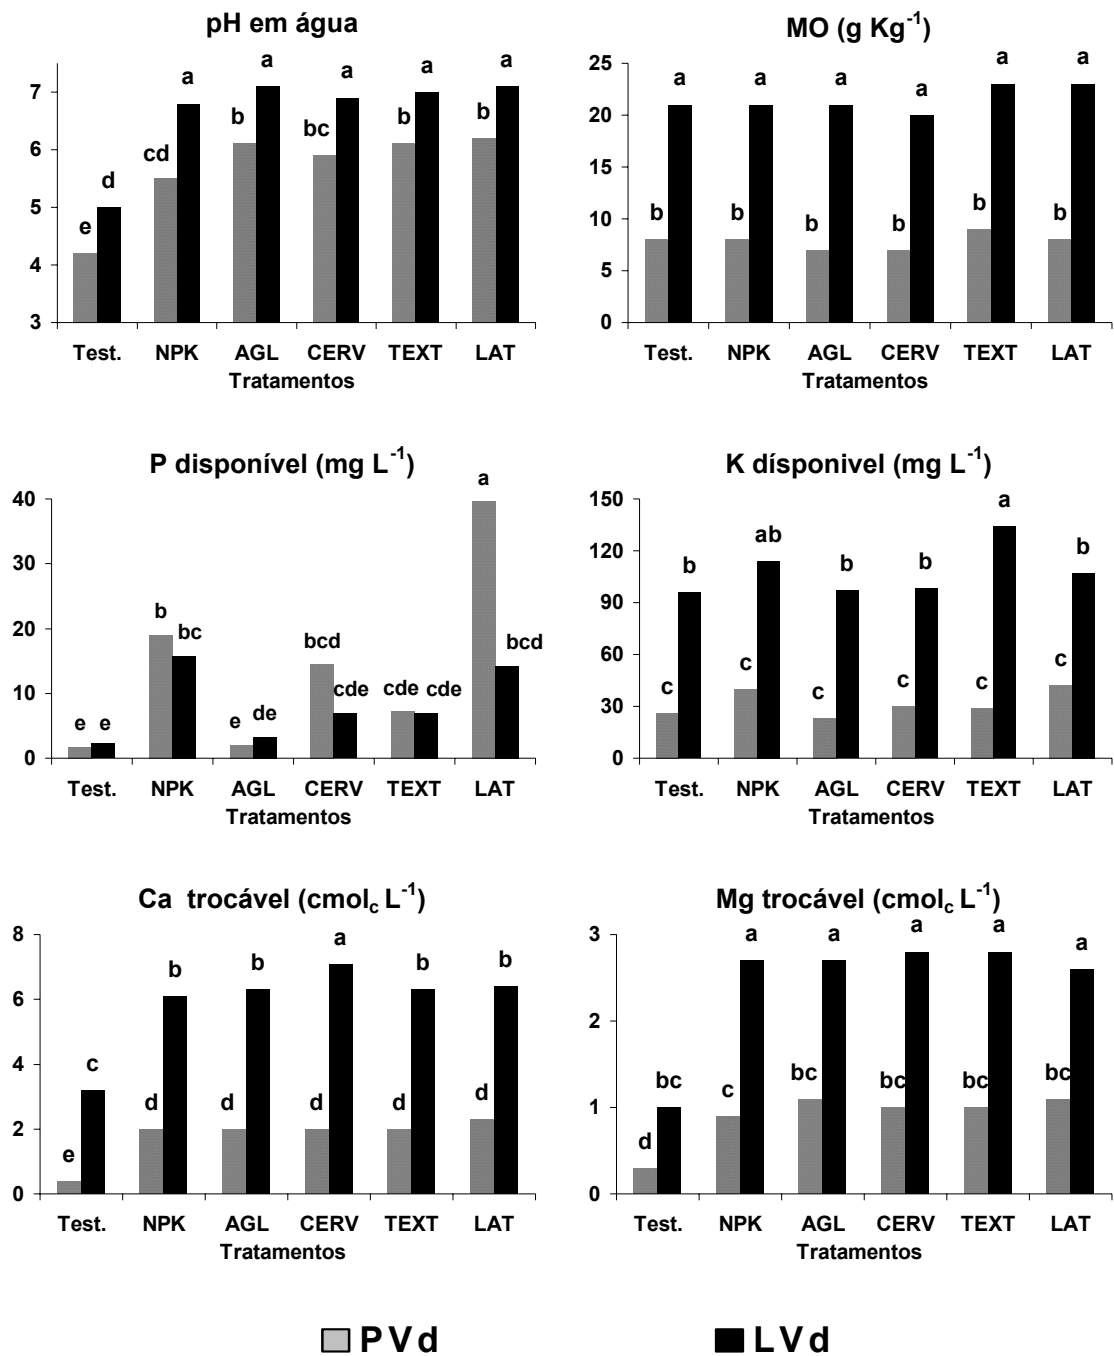 pH em água
7
6
5
4
3
e d cd a b a bc a b a b a
Test. NPK AGL CERV TEXT LAT
Tratamentos
MO (g Kg⁻¹)
25
20
15
10
5
0
b a b a b a b a b a b a
Test. NPK AGL CERV TEXT LAT
Tratamentos
P disponível (mg L⁻¹)
40
30
20
10
0
e e b bc e de bcd cde cde cde a bcd
Test. NPK AGL CERV TEXT LAT
Tratamentos
K dísponivel (mg L⁻¹)
150
120
90
60
30
0
c b c ab c b c b c a c b
Test. NPK AGL CERV TEXT LAT
Tratamentos
Ca trocável (cmolc L⁻¹)
8
6
4
2
0
e c d b d b d a d b d b
Test. NPK AGL CERV TEXT LAT
Tratamentos
Mg trocável (cmolc L⁻¹)
3
2
1
0
d bc c a bc a bc a bc a bc a
Test. NPK AGL CERV TEXT LAT
Tratamentos
PVd LVd